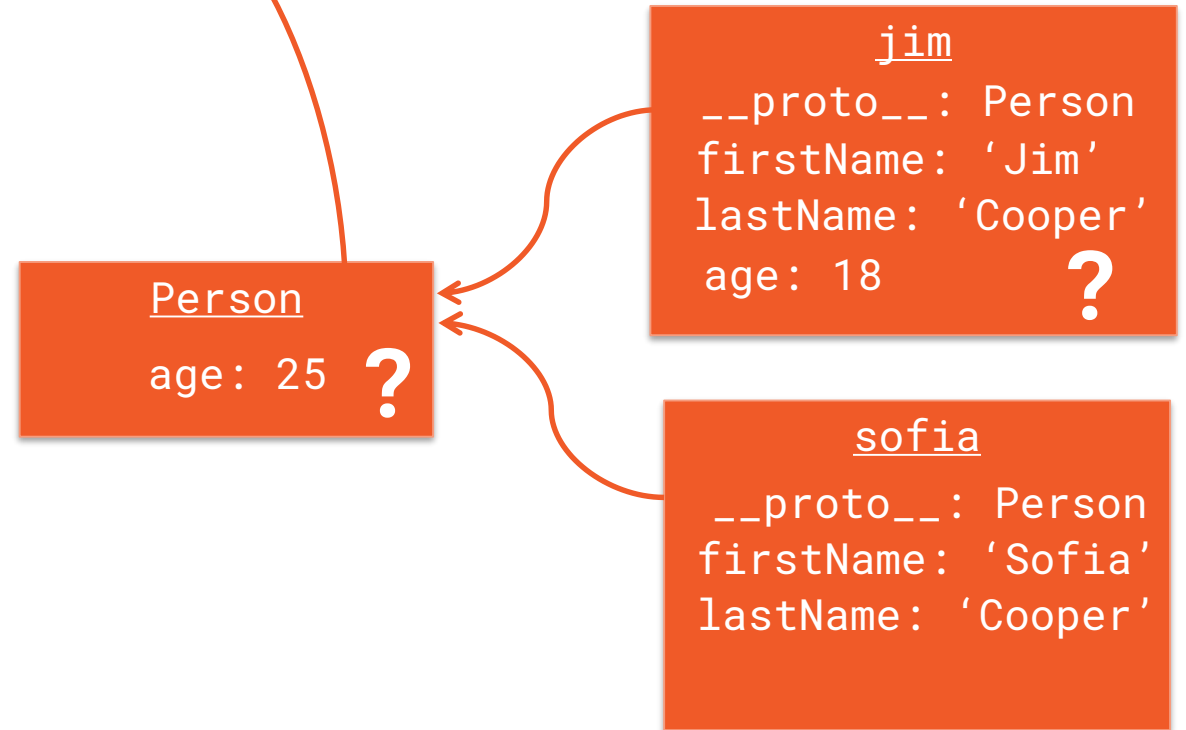 Person
age: 25 ?
jim
__proto__: Person
firstName: ‘Jim’
lastName: ‘Cooper’
age: 18 ?
sofia
__proto__: Person
firstName: ‘Sofia’
lastName: ‘Cooper’